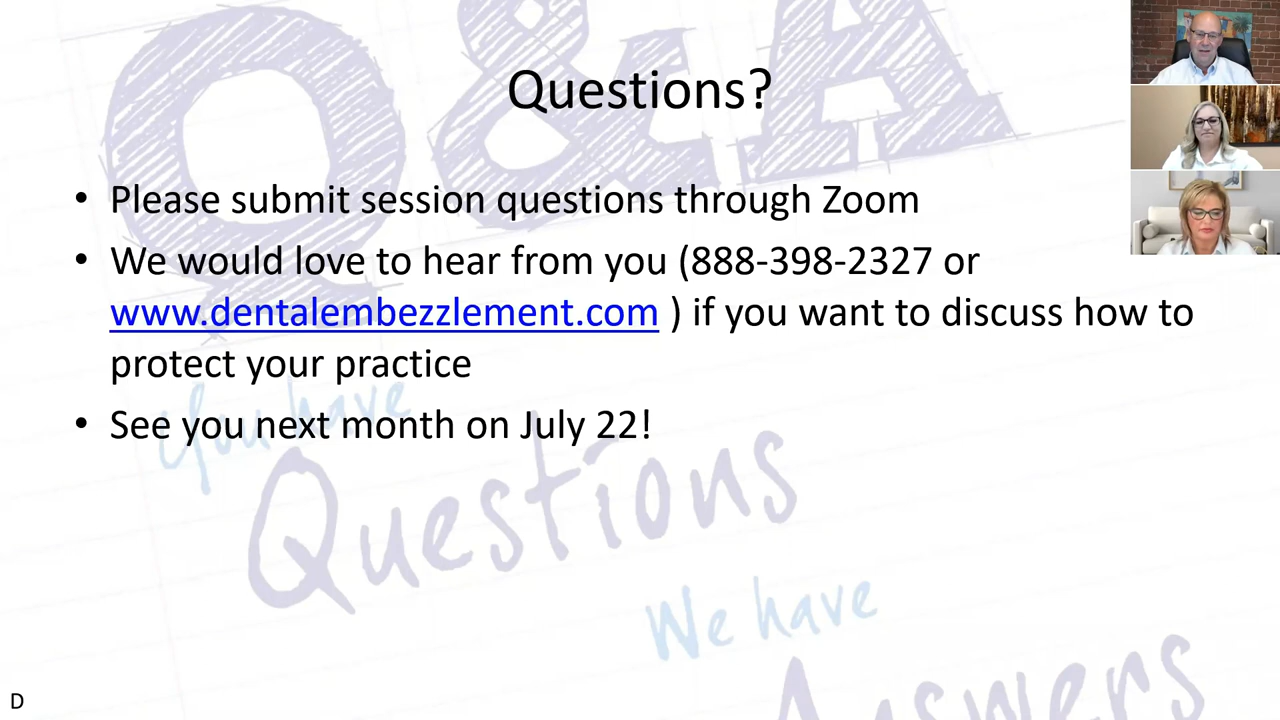 Q&A
Questions?
• Please submit session questions through Zoom
• We would love to hear from you (888-398-2327 or
www.dentalembezzlement.com ) if you want to discuss how to
protect your practice
• See you next month on July 22!
You have
Questions
We have
Answers
D